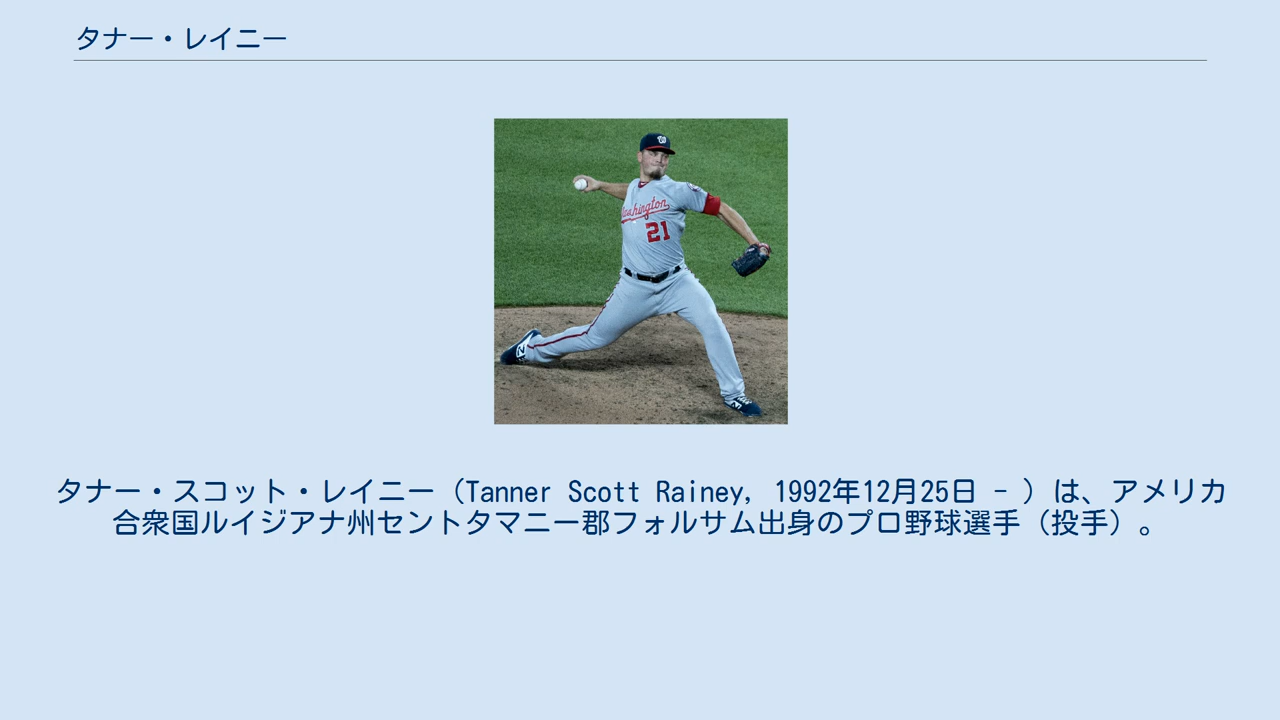 タナー・レイニー
Washington
21
タナー・スコット・レイニー（Tanner Scott Rainey, 1992年12月25日 - ）は、アメリカ
合衆国ルイジアナ州セントタマニー郡フォルサム出身のプロ野球選手（投手）。